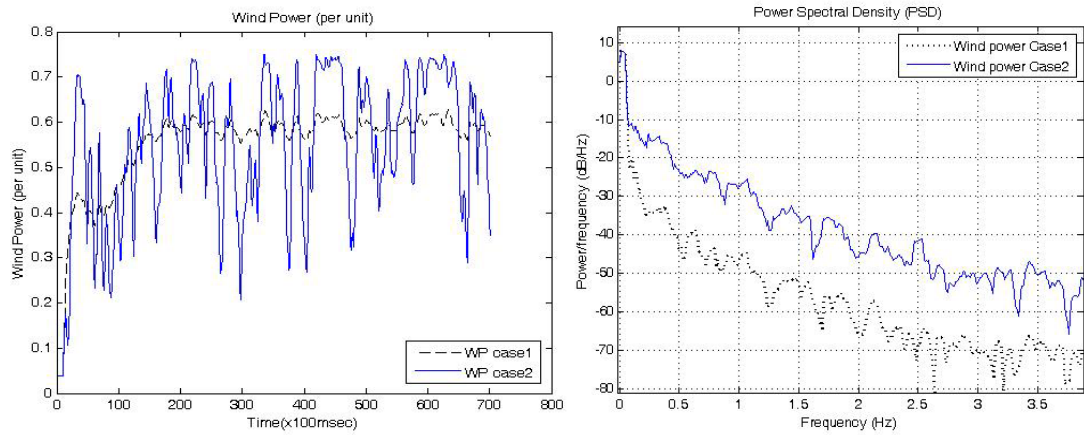 Wind Power (per unit)
0.8
0.7
0.6
0.5
0.4
0.3
0.2
0.1
0
Wind Power (per unit)
WP case1
WP case2
0 100 200 300 400 500 600 700 800
Time(x100msec)
Power Spectral Density (PSD)
10
0
-10
-20
-30
-40
-50
-60
-70
-80
Power/frequency (dB/Hz)
Wind power Case1
Wind power Case2
0 0.5 1 1.5 2 2.5 3 3.5
Frequency (Hz)